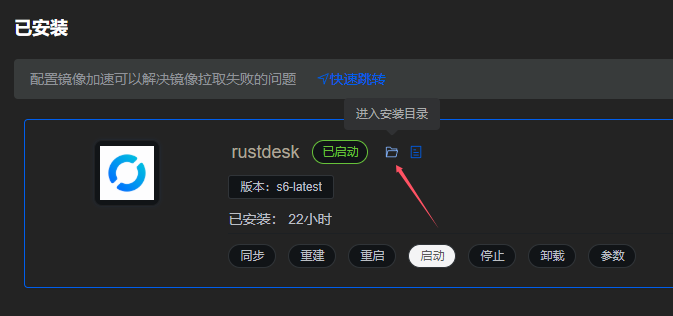 已安装
配置镜像加速可以解决镜像拉取失败的问题 快速跳转
进入安装目录
rustdesk 已启动
版本：s6-latest
已安装： 22小时
同步 重建 重启 启动 停止 卸载 参数